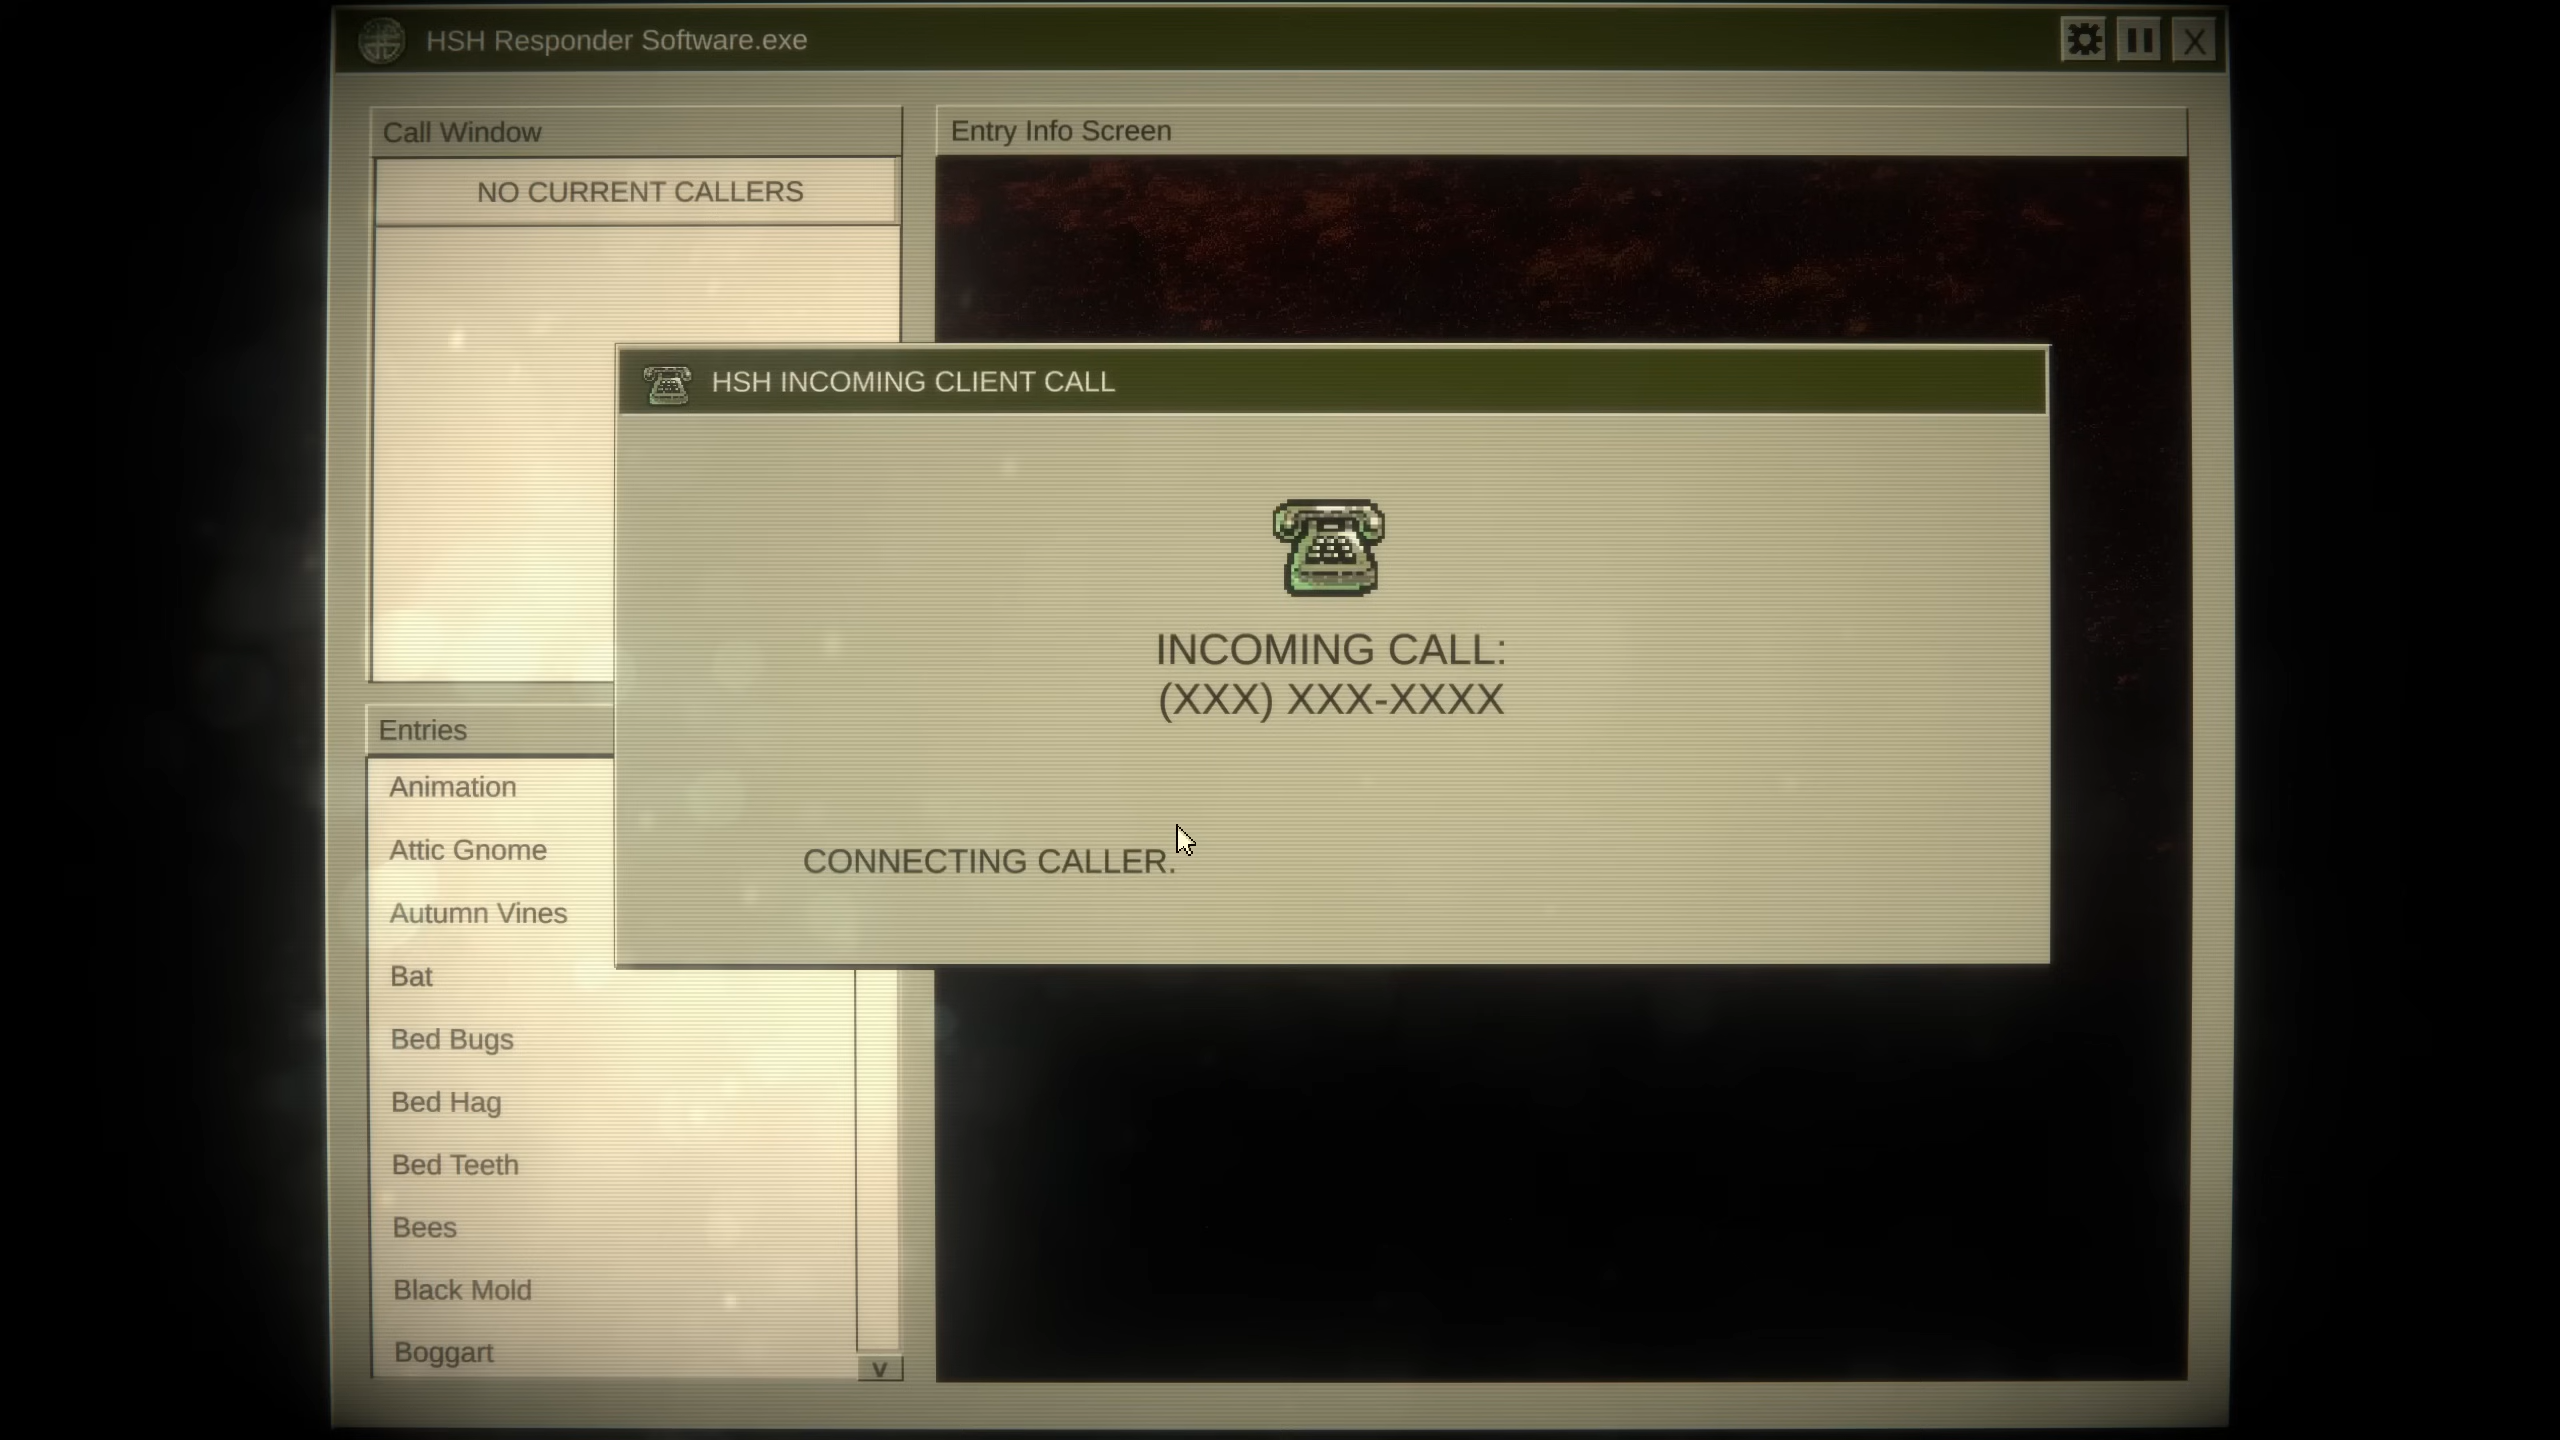 HSH Responder Software.exe
X
Call Window
NO CURRENT CALLERS
Entry Info Screen
HSH INCOMING CLIENT CALL
INCOMING CALL:
(XXX) XXX-XXXX
CONNECTING CALLER.
Entries
Animation
Attic Gnome
Autumn Vines
Bat
Bed Bugs
Bed Hag
Bed Teeth
Bees
Black Mold
Boggart
V